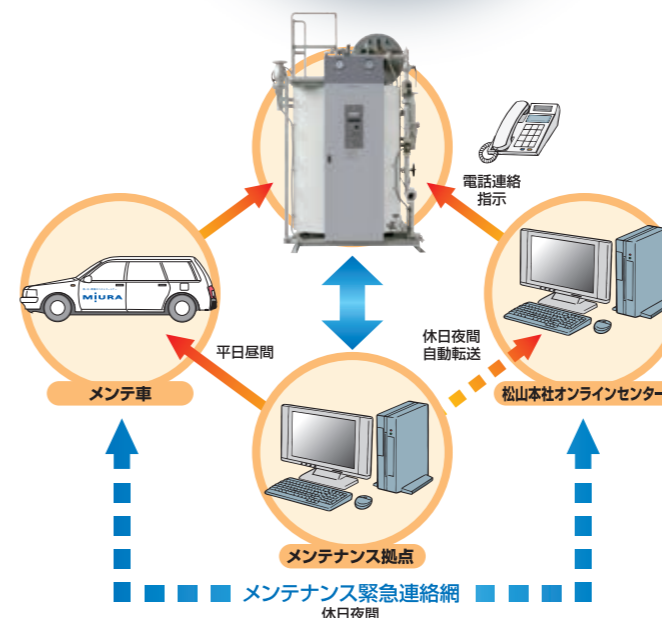 電話連絡
指示
MIURA
平日昼間
休日夜間
自動転送
メンテ車
松山本社オンラインセンター
メンテナンス拠点
メンテナンス緊急連絡網
休日夜間